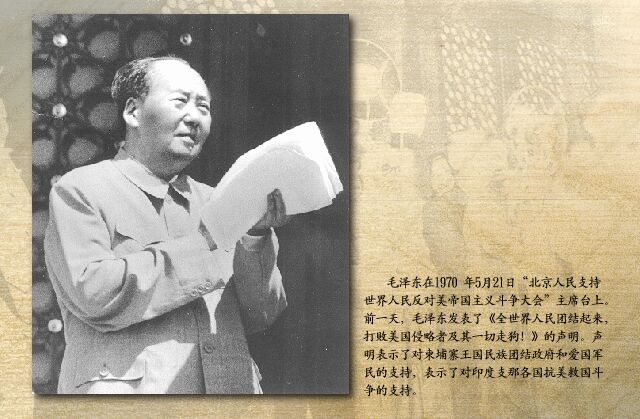 毛泽东在1970 年5月21日“北京人民支持
世界人民反对美帝国主义斗争大会”主席台上。
前一天，毛泽东发表了《全世界人民团结起来，
打败美国侵略者及其一切走狗！》的声明。声
明表示了对柬埔寨王国民族团结政府和爱国军
民的支持，表示了对印度支那各国抗美救国斗
争的支持。